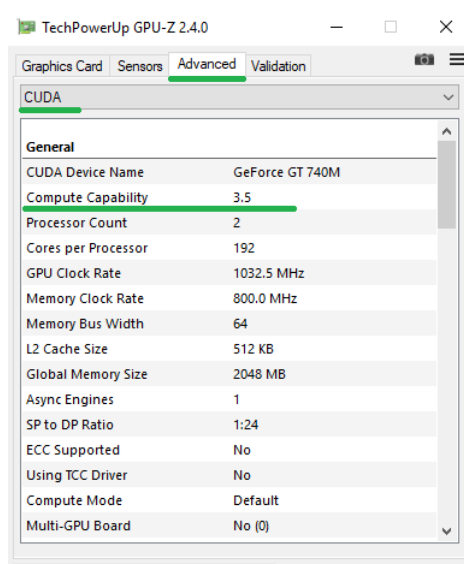 TechPowerUp GPU-Z 2.4.0
Graphics Card Sensors Advanced Validation
CUDA
General
CUDA Device Name GeForce GT 740M
Compute Capability 3.5
Processor Count 2
Cores per Processor 192
GPU Clock Rate 1032.5 MHz
Memory Clock Rate 800.0 MHz
Memory Bus Width 64
L2 Cache Size 512 KB
Global Memory Size 2048 MB
Async Engines 1
SP to DP Ratio 1:24
ECC Supported No
Using TCC Driver No
Compute Mode Default
Multi-GPU Board No (0)